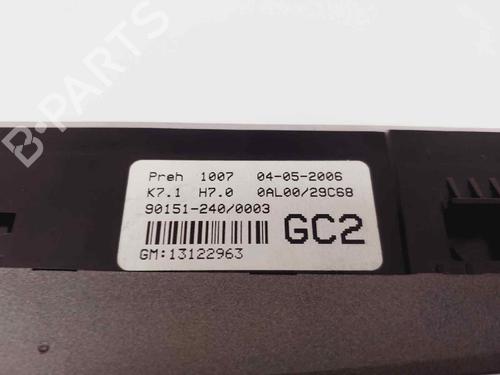 B-PARTS
Preh 1007 04-05-2006
K7.1 H7.0 0AL00/29C68
90151-240/0003
GC2
GM:13122963